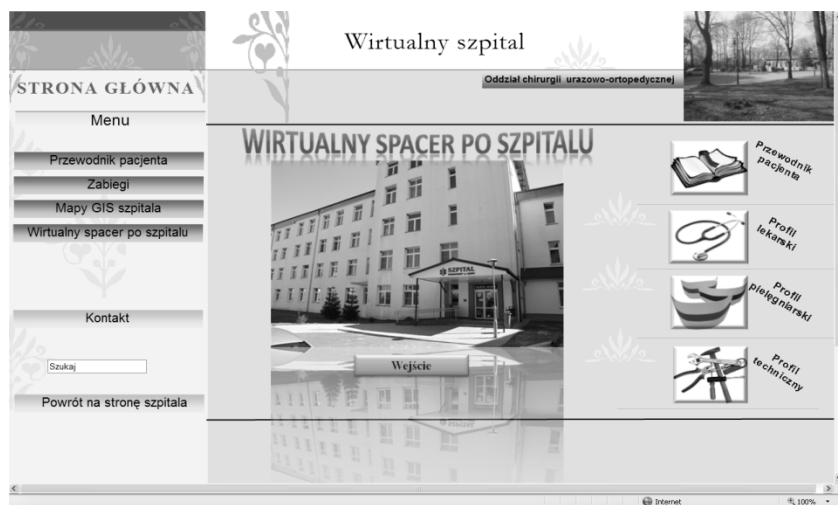 Wirtualny szpital
Oddział chirurgii urazowo-ortopedycznej
STRONA GŁÓWNA
Menu
Przewodnik pacjenta
Zabiegi
Mapy GIS szpitala
Wirtualny spacer po szpitalu
Kontakt
Szukaj
Powrót na stronę szpitala
WIRTUALNY SPACER PO SZPITALU
SZPITAL
Wejście
Przewodnik
pacjenta
Profil
lekarski
Profil
pielęgniarski
Profil
techniczny
Internet
100%